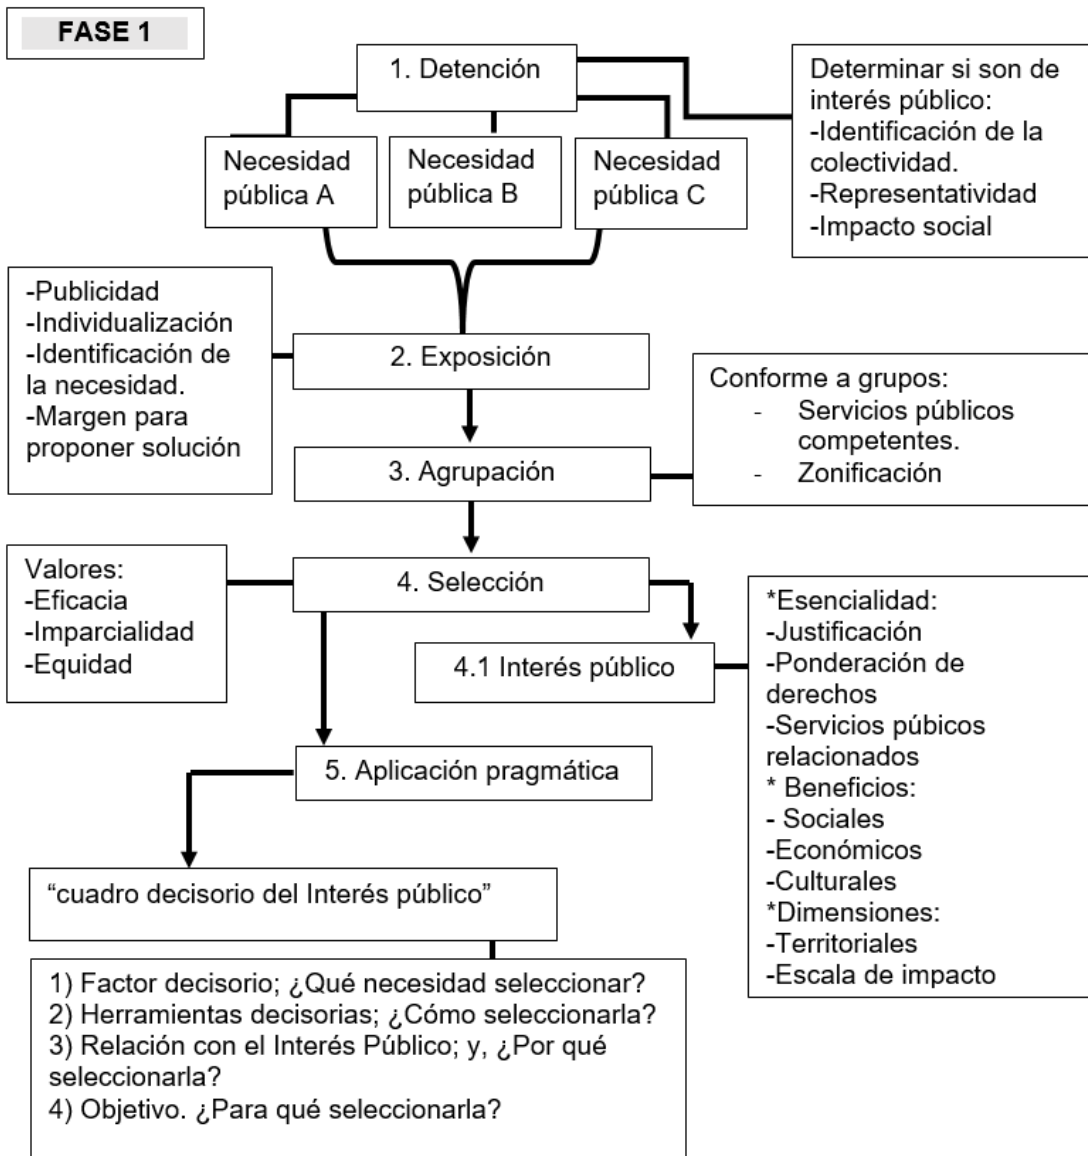 FASE 1
1. Detención
Determinar si son de
interés público:
-Identificación de la
colectividad.
-Representatividad
-Impacto social
Necesidad
pública A
Necesidad
pública B
Necesidad
pública C
-Publicidad
-Individualización
-Identificación de
la necesidad.
-Margen para
proponer solución
2. Exposición
Conforme a grupos:
- Servicios públicos
competentes.
- Zonificación
3. Agrupación
Valores:
-Eficacia
-Imparcialidad
-Equidad
4. Selección
4.1 Interés público
*Esencialidad:
-Justificación
-Ponderación de
derechos
-Servicios púbicos
relacionados
* Beneficios:
- Sociales
-Económicos
-Culturales
*Dimensiones:
-Territoriales
-Escala de impacto
5. Aplicación pragmática
“cuadro decisorio del Interés público”
1) Factor decisorio; ¿Qué necesidad seleccionar?
2) Herramientas decisorias; ¿Cómo seleccionarla?
3) Relación con el Interés Público; y, ¿Por qué
seleccionarla?
4) Objetivo. ¿Para qué seleccionarla?